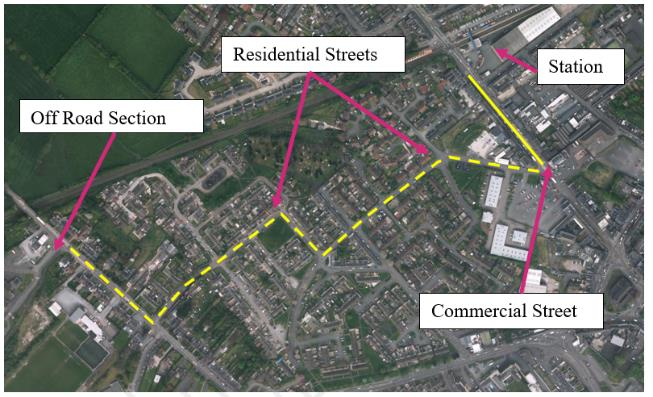 Residential Streets
Station
Off Road Section
Commercial Street